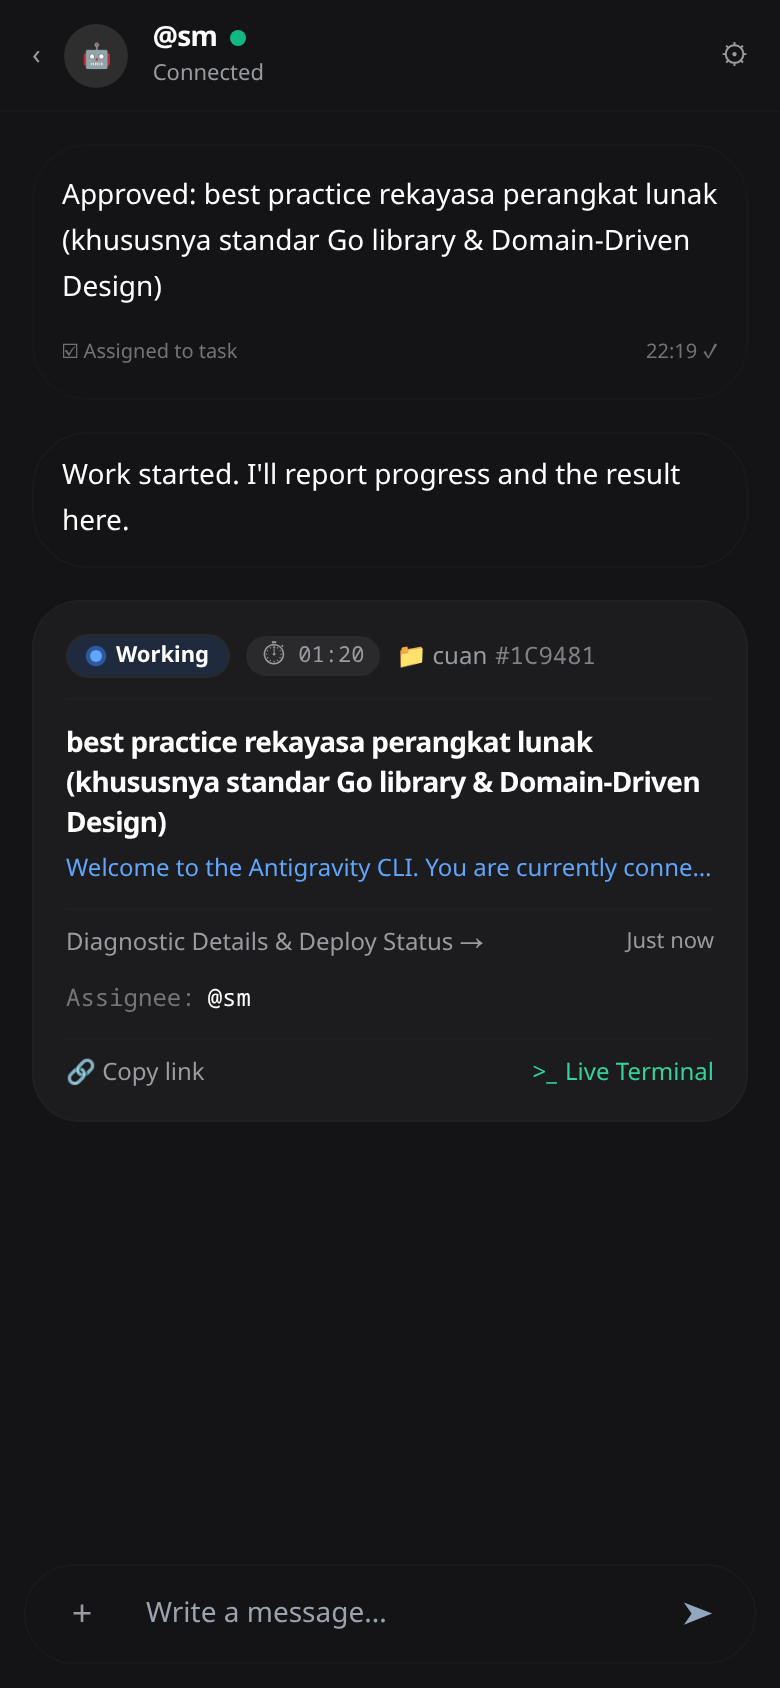 @sm
Connected
Approved: best practice rekayasa perangkat lunak
(khususnya standar Go library & Domain-Driven
Design)
☑ Assigned to task 22:19 ✓
Work started. I'll report progress and the result
here.
Working ⏱ 01:20 📁 cuan #1C9481
best practice rekayasa perangkat lunak
(khususnya standar Go library & Domain-Driven
Design)
Welcome to the Antigravity CLI. You are currently conne...
Diagnostic Details & Deploy Status → Just now
Assignee: @sm
🔗 Copy link >_ Live Terminal
+ Write a message...